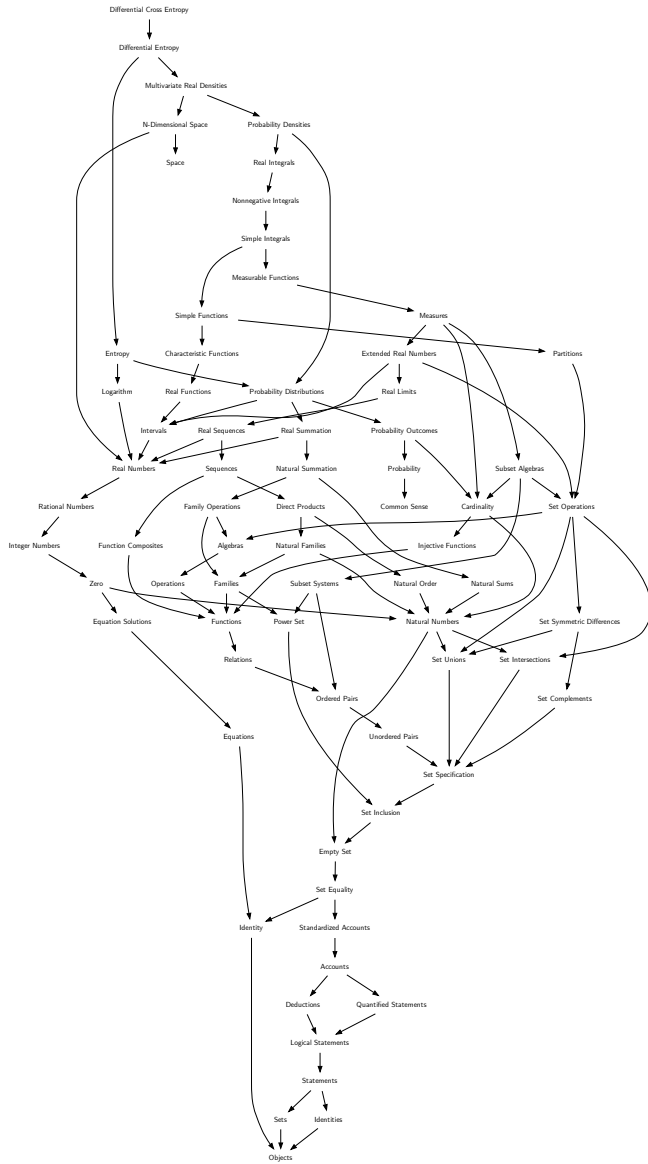 Differential Cross Entropy
Differential Entropy
Multivariate Real Densities
N-Dimensional Space
Probability Densities
Space
Real Integrals
Nonnegative Integrals
Simple Integrals
Measurable Functions
Simple Functions
Measures
Entropy
Characteristic Functions
Extended Real Numbers
Partitions
Logarithm
Real Functions
Probability Distributions
Real Limits
Intervals
Real Sequences
Real Summation
Probability Outcomes
Real Numbers
Sequences
Natural Summation
Probability
Subset Algebras
Rational Numbers
Family Operations
Direct Products
Common Sense
Cardinality
Set Operations
Integer Numbers
Function Composites
Algebras
Natural Families
Injective Functions
Zero
Operations
Families
Subset Systems
Natural Order
Natural Sums
Equation Solutions
Functions
Power Set
Natural Numbers
Set Symmetric Differences
Relations
Set Unions
Set Intersections
Ordered Pairs
Set Complements
Equations
Unordered Pairs
Set Specification
Set Inclusion
Empty Set
Set Equality
Identity
Standardized Accounts
Accounts
Deductions
Quantified Statements
Logical Statements
Statements
Sets
Identities
Objects